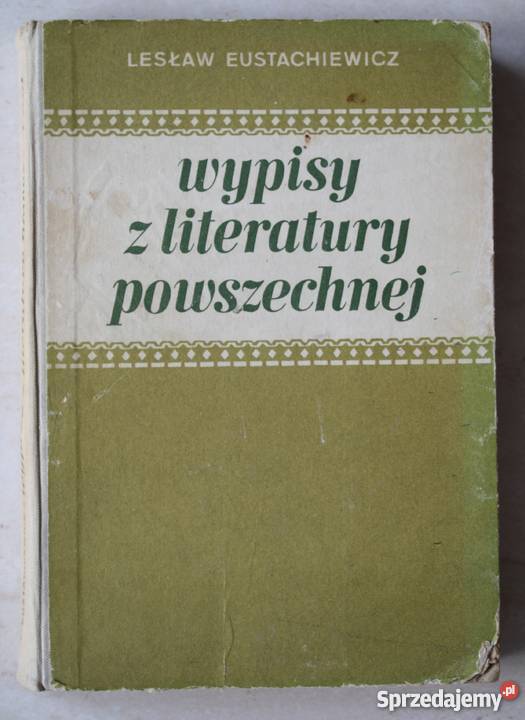 LESŁAW EUSTACHIEWICZ
wypisy
z literatury
powszechnej
Sprzedajemy.pl